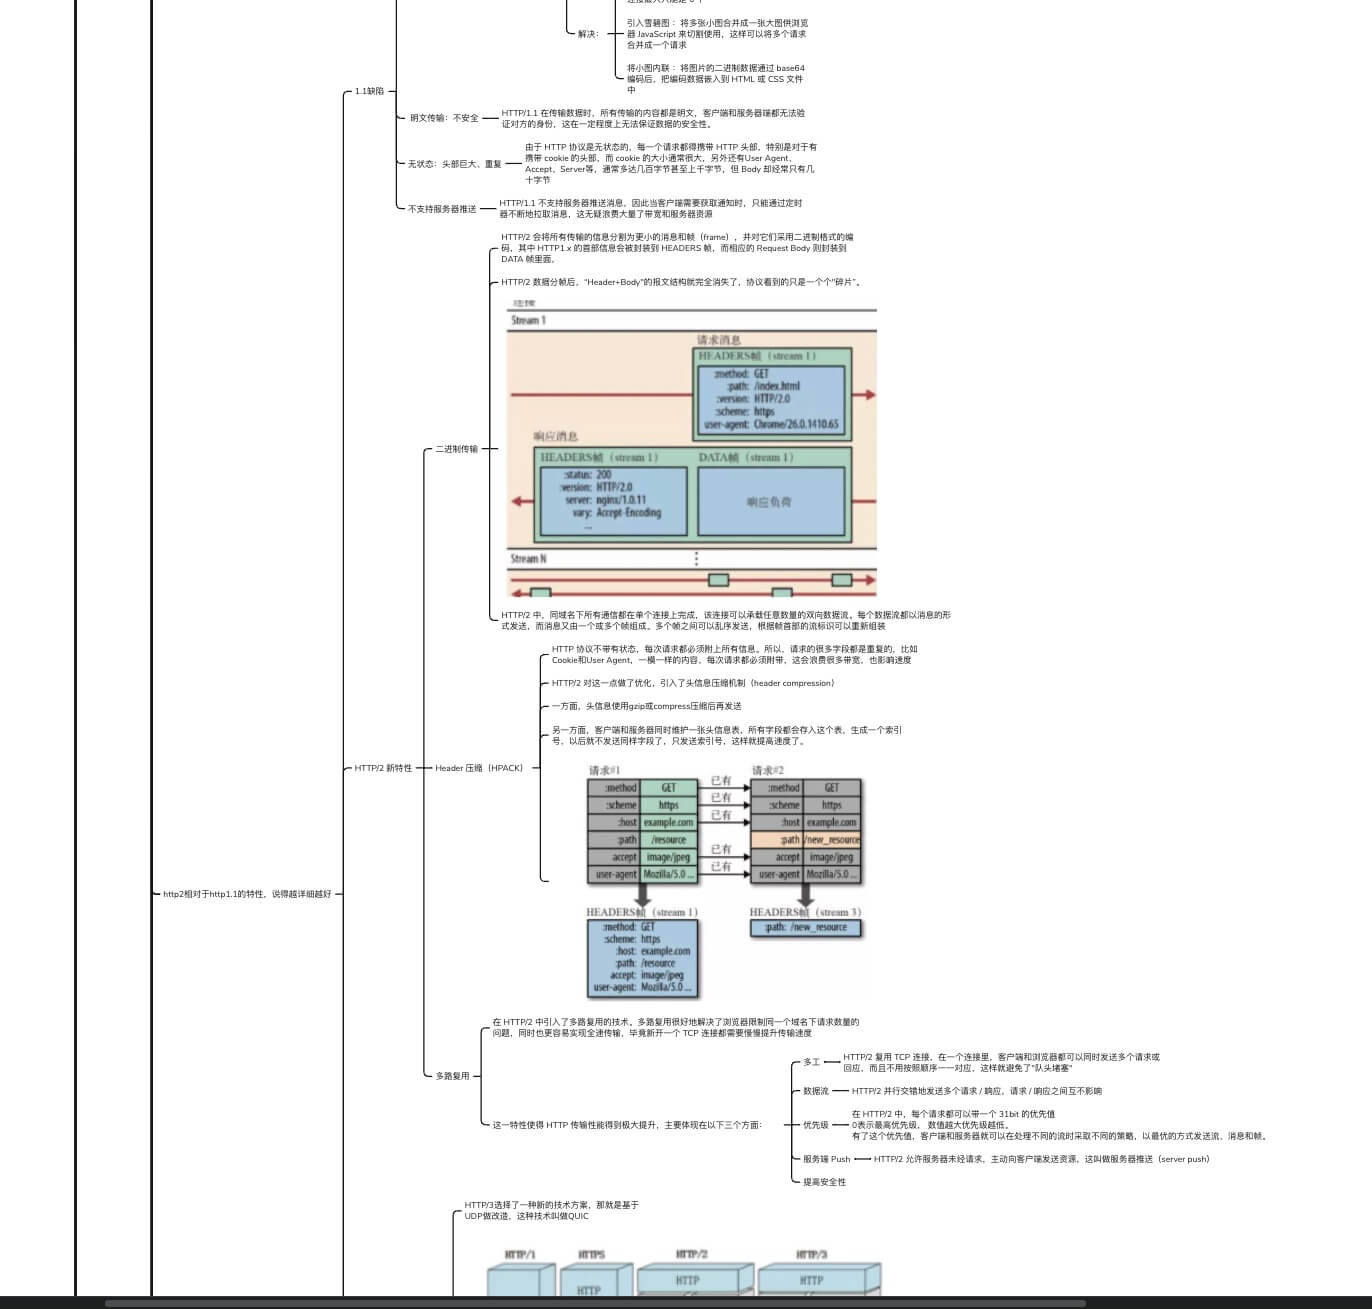 引入雪碧图： 将多张小图合并成一张大图供浏览
器 JavaScript 来切割使用，这样可以将多个请求
合并成一个请求
解决：
将小图内联： 将图片的二进制数据通过 base64
编码后，把编码数据嵌入到 HTML 或 CSS 文件
中
1.1缺陷
明文传输：不安全
HTTP/1.1 在传输数据时，所有传输的内容都是明文，客户端和服务器端都无法验
证对方的身份，这在一定程度上无法保证数据的安全性。
无状态：头部巨大、重复
由于 HTTP 协议是无状态的，每一个请求都得携带 HTTP 头部，特别是对于有
携带 cookie 的头部，而 cookie 的大小通常很大，另外还有User Agent、
Accept、Server等，通常多达几百字节甚至上千字节，但 Body 却经常只有几
十字节
不支持服务器推送
HTTP/1.1 不支持服务器推送消息，因此当客户端需要获取通知时，只能通过定时
器不断地拉取消息，这无疑浪费大量了带宽和服务器资源
HTTP/2 会将所有传输的信息分割为更小的消息和帧（frame），并对它们采用二进制格式的编
码，其中 HTTP1.x 的首部信息会被封装到 HEADERS 帧，而相应的 Request Body 则封装到
DATA 帧里面。
HTTP/2 数据分帧后，“Header+Body”的报文结构就完全消失了，协议看到的只是一个个“碎片”。
Stream 1
请求消息
HEADERS帧（stream 1）
:method: GET
:path: /index.html
:version: HTTP/2.0
:scheme: https
user-agent: Chrome/26.0.1410.65
响应消息
HEADERS帧（stream 1）
DATA帧（stream 1）
:status: 200
:version: HTTP/2.0
server: nginx/1.0.11
vary: Accept-Encoding
...
响应负荷
Stream N
二进制传输
HTTP/2 中，同域名下所有通信都在单个连接上完成，该连接可以承载任意数量的双向数据流。每个数据流都以消息的形
式发送，而消息又由一个或多个帧组成。多个帧之间可以乱序发送，根据帧首部的流标识可以重新组装
HTTP 协议不带有状态，每次请求都必须附上所有信息。所以，请求的很多字段都是重复的，比如
Cookie和User Agent，一模一样的内容，每次请求都必须附带，这会浪费很多带宽，也影响速度
HTTP/2 对这一点做了优化，引入了头信息压缩机制（header compression）
一方面，头信息使用gzip或compress压缩后再发送
另一方面，客户端和服务器同时维护一张头信息表，所有字段都会存入这个表，生成一个索引
号，以后就不发送同样字段了，只发送索引号，这样就提高速度了。
HTTP/2 新特性
Header 压缩（HPACK）
请求#1
请求#2
:method GET 已有 :method GET
:scheme https 已有 :scheme https
:host example.com 已有 :host example.com
:path /resource :path /new_resource
accept image/jpeg 已有 accept image/jpeg
user-agent Mozilla/5.0 ... 已有 user-agent Mozilla/5.0 ...
HEADERS帧（stream 1）
HEADERS帧（stream 3）
:method: GET
:scheme: https
:host: example.com
:path: /resource
accept: image/jpeg
user-agent: Mozilla/5.0 ...
:path: /new_resource
http2相对于http1.1的特性，说得越详细越好
在 HTTP/2 中引入了多路复用的技术。多路复用很好地解决了浏览器限制同一个域名下请求数量的
问题，同时也更容易实现全速传输，毕竟新开一个 TCP 连接都需要慢慢提升传输速度
多路复用
这一特性使得 HTTP 传输性能得到极大提升，主要体现在以下三个方面：
多工
HTTP/2 复用 TCP 连接，在一个连接里，客户端和浏览器都可以同时发送多个请求或
回应，而且不用按照顺序一一对应，这样就避免了"队头堵塞"
数据流
HTTP/2 并行交错地发送多个请求 / 响应，请求 / 响应之间互不影响
优先级
在 HTTP/2 中，每个请求都可以带一个 31bit 的优先值
0表示最高优先级， 数值越大优先级越低。
有了这个优先值，客户端和服务器就可以在处理不同的流时采取不同的策略，以最优的方式发送流、消息和帧。
服务端 Push
HTTP/2 允许服务器未经请求，主动向客户端发送资源，这叫做服务器推送（server push）
提高安全性
HTTP/3选择了一种新的技术方案，那就是基于
UDP做改造，这种技术叫做QUIC
HTTP/1
HTTPS
HTTP/2
HTTP/3
HTTP
HTTP
HTTP